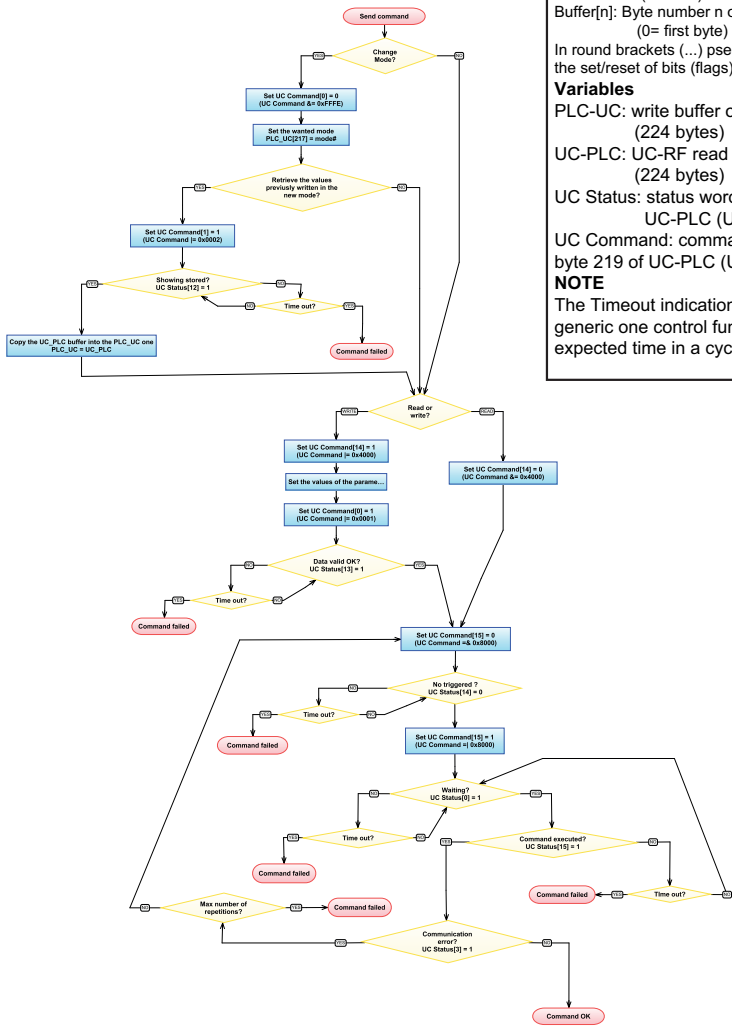 Send command
Change
Mode?
YES
NO
Set UC Command[0] = 0
(UC Command &= 0xFFFE)
Set the wanted mode
PLC_UC[217] = mode#
Retrieve the values
previusly written in the
new mode?
YES
NO
Set UC Command[1] = 1
(UC Command |= 0x0002)
Showing stored?
UC Status[12] = 1
YES
NO
Time out?
NO
YES
Command failed
Copy the UC_PLC buffer into the PLC_UC one
PLC_UC = UC_PLC
Buffer[n]: Byte number n o
(0= first byte)
In round brackets (...) pse
the set/reset of bits (flags)
Variables
PLC-UC: write buffer o
(224 bytes)
UC-PLC: UC-RF read
(224 bytes)
UC Status: status word
UC-PLC (U
UC Command: comma
byte 219 of UC-PLC (U
NOTE
The Timeout indication
generic one control fun
expected time in a cyc
Read or
write?
WRITE
READ
Set UC Command[14] = 1
(UC Command |= 0x4000)
Set UC Command[14] = 0
(UC Command &= 0x4000)
Set the values of the parame...
Set UC Command[0] = 1
(UC Command |= 0x0001)
Data valid OK?
UC Status[13] = 1
NO
YES
Time out?
YES
NO
Command failed
Set UC Command[15] = 0
(UC Command =& 0x8000)
No triggered ?
UC Status[14] = 0
NO
Time out?
YES
NO
Command failed
Set UC Command[15] = 1
(UC Command =| 0x8000)
Waiting?
UC Status[0] = 1
NO
YES
Time out?
YES
NO
Command failed
Command executed?
UC Status[15] = 1
YES
NO
TIme out?
YES
NO
Command failed
Max number of
repetitions?
NO
YES
Command failed
Communication
error?
UC Status[3] = 1
YES
NO
Command OK